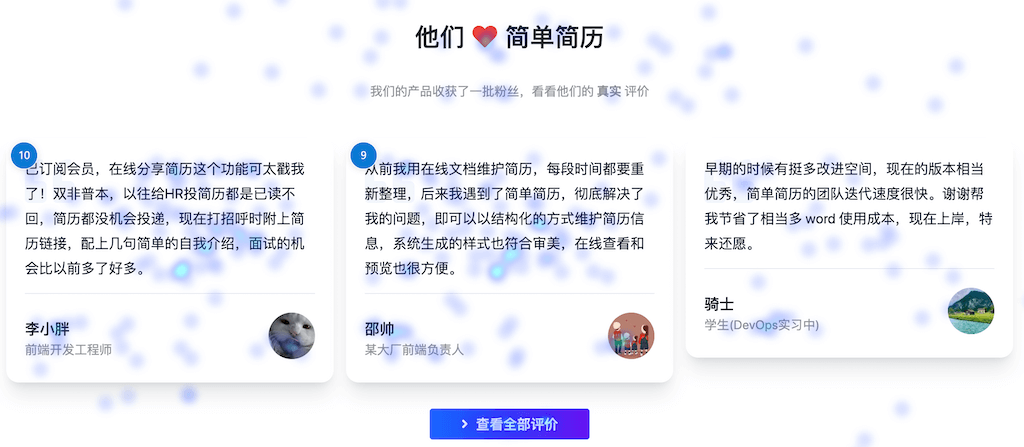 他们 ❤ 简单简历
我们的产品收获了一批粉丝，看看他们的 真实 评价
10
已订阅会员，在线分享简历这个功能可太戳我
了！双非普本，以往给HR投简历都是已读不
回，简历都没机会投递，现在打招呼时附上简
历链接，配上几句简单的自我介绍，面试的机
会比以前多了好多。
李小胖
前端开发工程师
9
从前我用在线文档维护简历，每段时间都要重
新整理，后来我遇到了简单简历，彻底解决了
我的问题，即可以以结构化的方式维护简历信
息，系统生成的样式也符合审美，在线查看和
预览也很方便。
邵帅
某大厂前端负责人
早期的时候有挺多改进空间，现在的版本相当
优秀，简单简历的团队迭代速度很快。谢谢帮
我节省了相当多 word 使用成本，现在上岸，特
来还愿。
骑士
学生(DevOps实习中)
查看全部评价